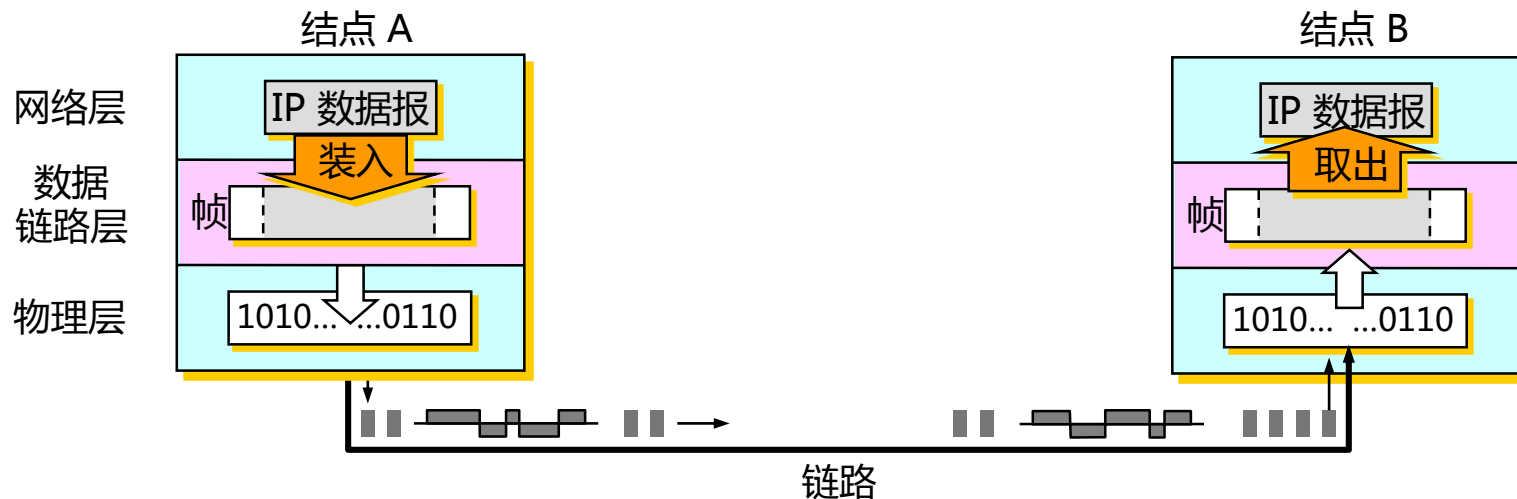 结点 A
结点 B
网络层
IP 数据报
IP 数据报
装入
取出
数据
链路层
帧
帧
物理层
1010… …0110
1010… …0110
链路